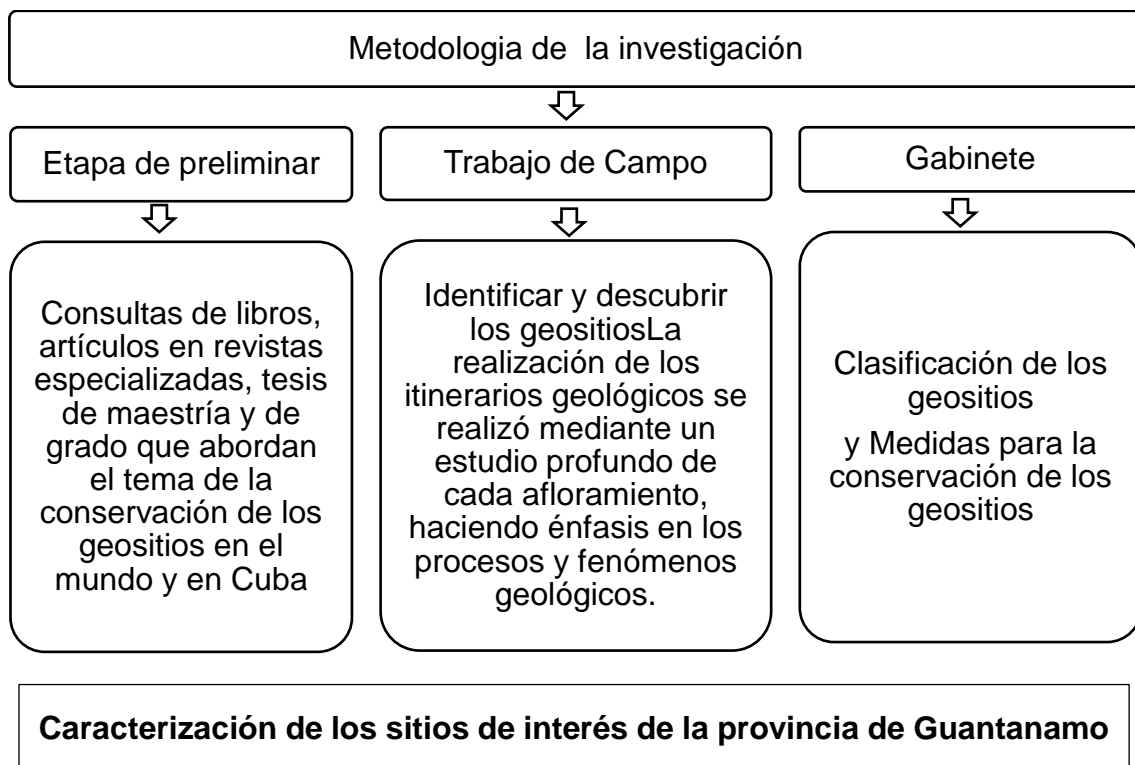 Metodologia de la investigación
Etapa de preliminar
Trabajo de Campo
Gabinete
Consultas de libros,
artículos en revistas
especializadas, tesis
de maestría y de
grado que abordan
el tema de la
conservación de los
geositios en el
mundo y en Cuba
Identificar y descubrir
los geositiosLa
realización de los
itinerarios geológicos se
realizó mediante un
estudio profundo de
cada afloramiento,
haciendo énfasis en los
procesos y fenómenos
geológicos.
Clasificación de los
geositios
y Medidas para la
conservación de los
geositios
Caracterización de los sitios de interés de la provincia de Guantanamo